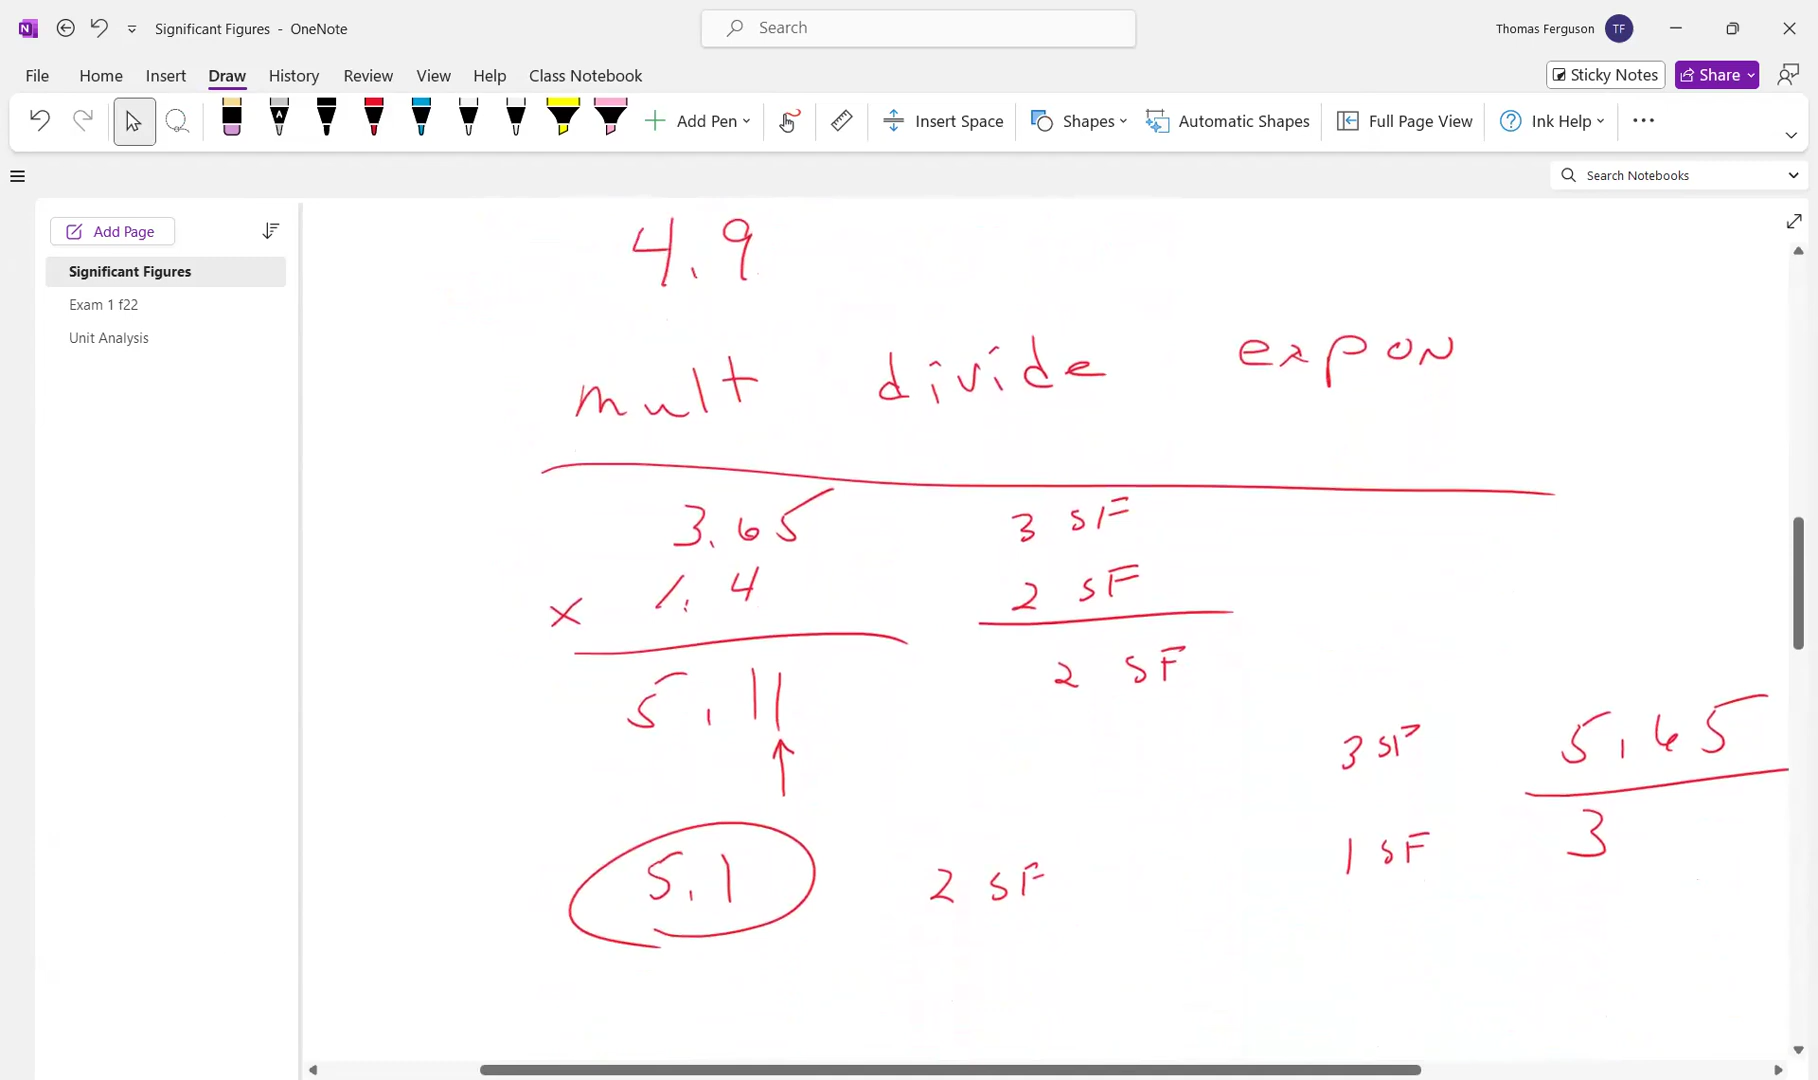 Significant Figures - OneNote
Search
Thomas Ferguson TF
File Home Insert Draw History Review View Help Class Notebook
Sticky Notes Share
A Add Pen Insert Space Shapes Automatic Shapes Full Page View Ink Help
Search Notebooks
Add Page
Significant Figures
Exam 1 f22
Unit Analysis
4.9
mult divide expon
3.65 3 SF
× 1.4 2 SF
5.11 2 SF
3 SF 5.65
1 SF 3
5.1 2 SF